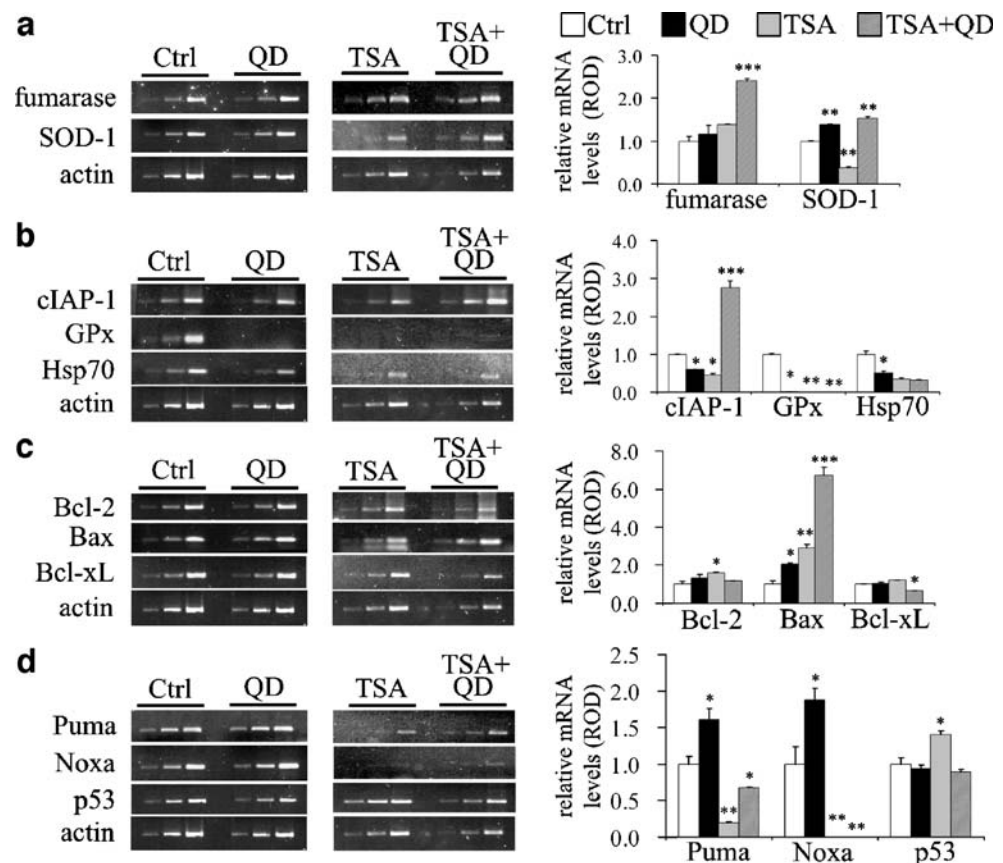 a
Ctrl QD TSA TSA+ QD
fumarase
SOD-1
actin
Ctrl QD TSA TSA+QD
relative mRNA levels (ROD)
3.0
2.0
1.0
0.0
***
**
**
**
fumarase SOD-1
b
Ctrl QD TSA TSA+ QD
cIAP-1
GPx
Hsp70
actin
relative mRNA levels (ROD)
4.0
3.0
2.0
1.0
0.0
* * ***
* ** **
*
cIAP-1 GPx Hsp70
c
Ctrl QD TSA TSA+ QD
Bcl-2
Bax
Bcl-xL
actin
relative mRNA levels (ROD)
8.0
6.0
4.0
2.0
0.0
*
* ** ***
*
Bcl-2 Bax Bcl-xL
d
Ctrl QD TSA TSA+ QD
Puma
Noxa
p53
actin
relative mRNA levels (ROD)
2.5
2.0
1.5
1.0
0.5
0.0
* ** *
* ** **
*
Puma Noxa p53